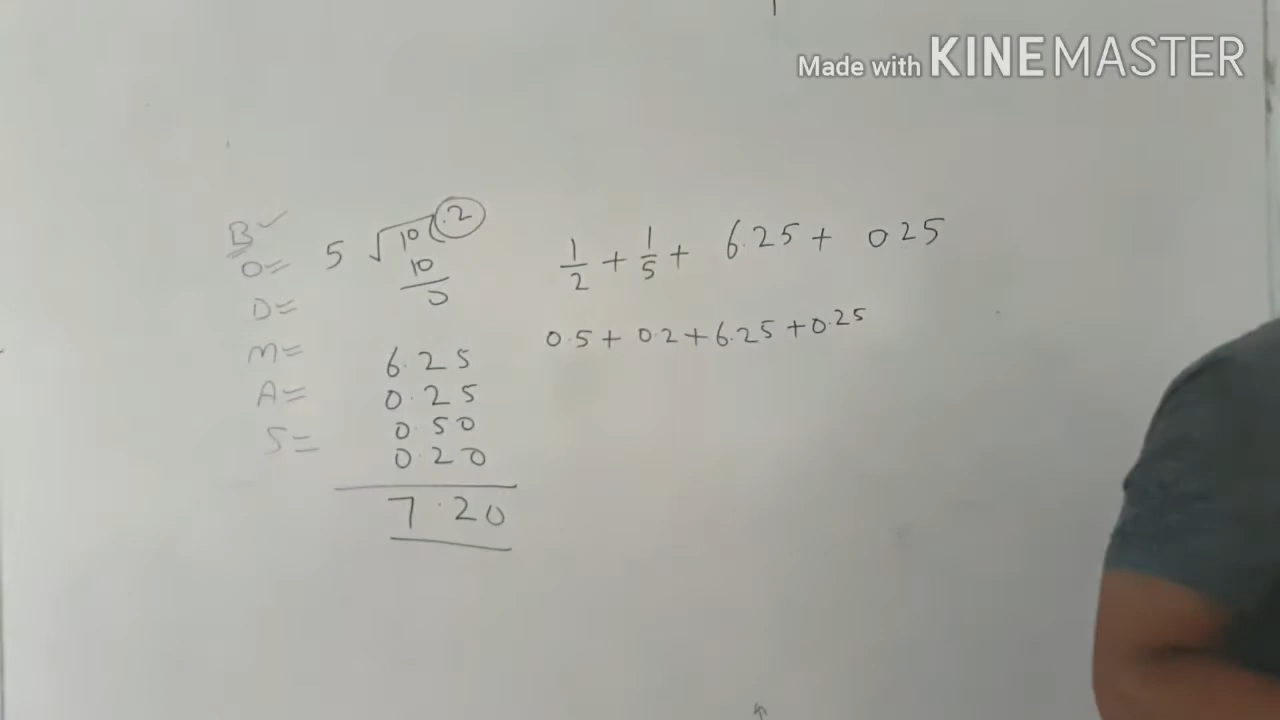 Made with KINEMASTER
B ✓
O=
D=
M=
A=
S=
5 √10(.2
10
0
6.25
0.25
0.50
0.20
7.20
1/2 + 1/5 + 6.25 + 0 25
0.5 + 0.2 + 6.25 + 0.25